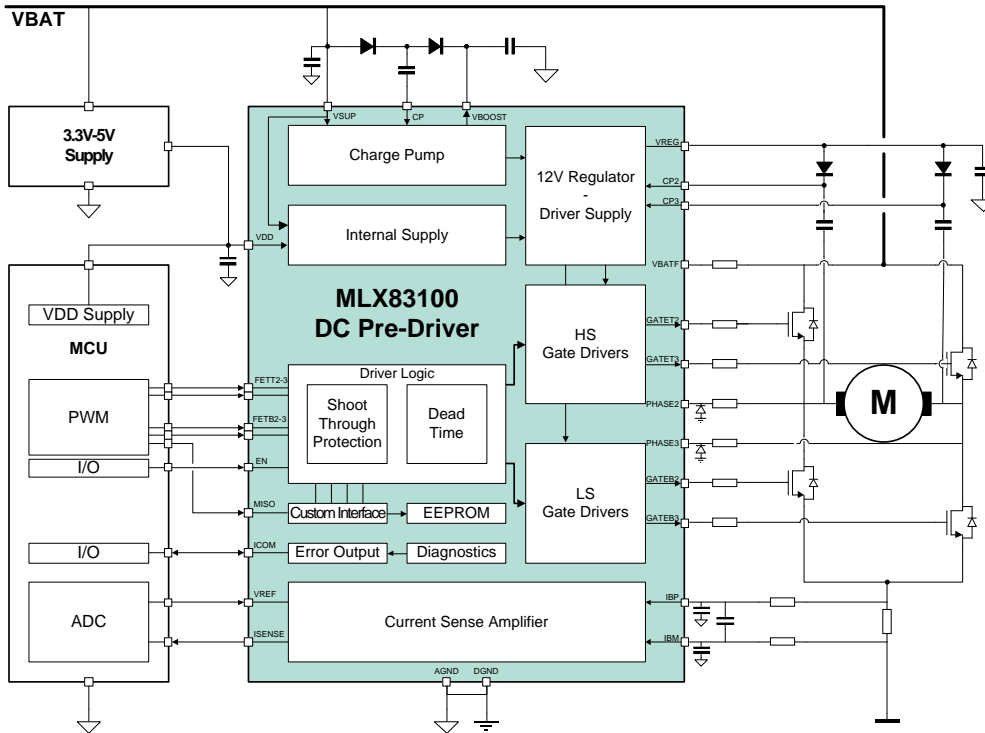 VBAT
3.3V-5V
Supply
VSUP
CP
VBOOST
Charge Pump
12V Regulator
-
Driver Supply
VREG
CP2
CP3
VDD
Internal Supply
VBATF
VDD Supply
MCU
MLX83100
DC Pre-Driver
HS
Gate Drivers
GATET2
GATET3
PWM
FETT2-3
FETB2-3
Driver Logic
Shoot
Through
Protection
Dead
Time
PHASE2
M
PHASE3
I/O
EN
LS
Gate Drivers
GATEB2
GATEB3
MISO
Custom Interface
EEPROM
I/O
ICOM
Error Output
Diagnostics
ADC
VREF
ISENSE
Current Sense Amplifier
IBP
IBM
AGND
DGND